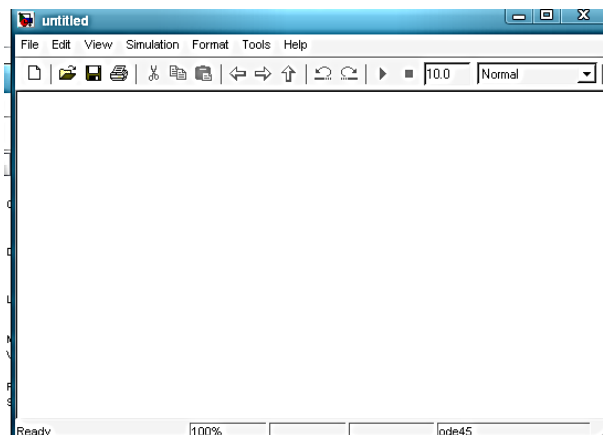 untitled
File Edit View Simulation Format Tools Help
10.0 Normal
Ready 100% ode45